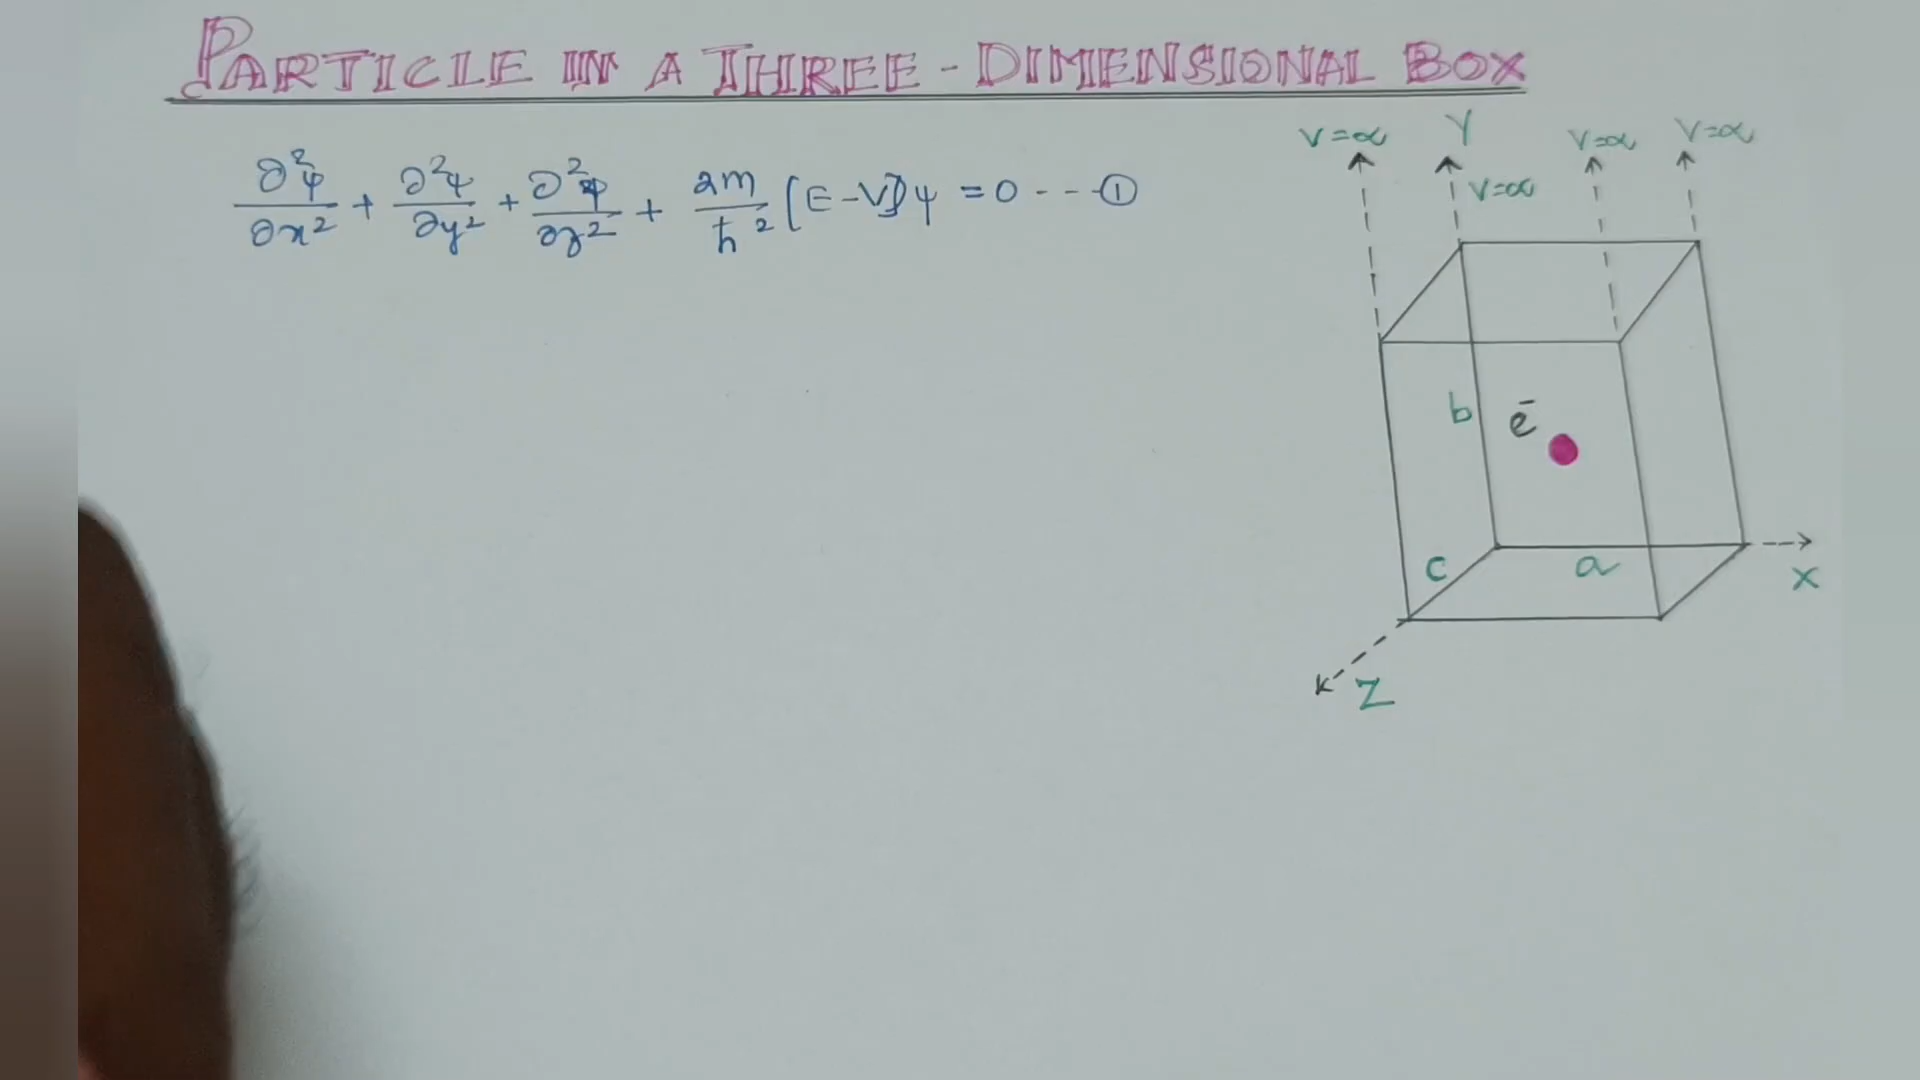 PARTICLE IN A THREE-DIMENSIONAL BOX
∂²ψ/∂x² + ∂²ψ/∂y² + ∂²ψ/∂z² + 2m/ħ² [E-V]ψ = 0 --- ①
V=∝ Y V=∝ V=∝
V=∝
b e⁻
c a
X
Z